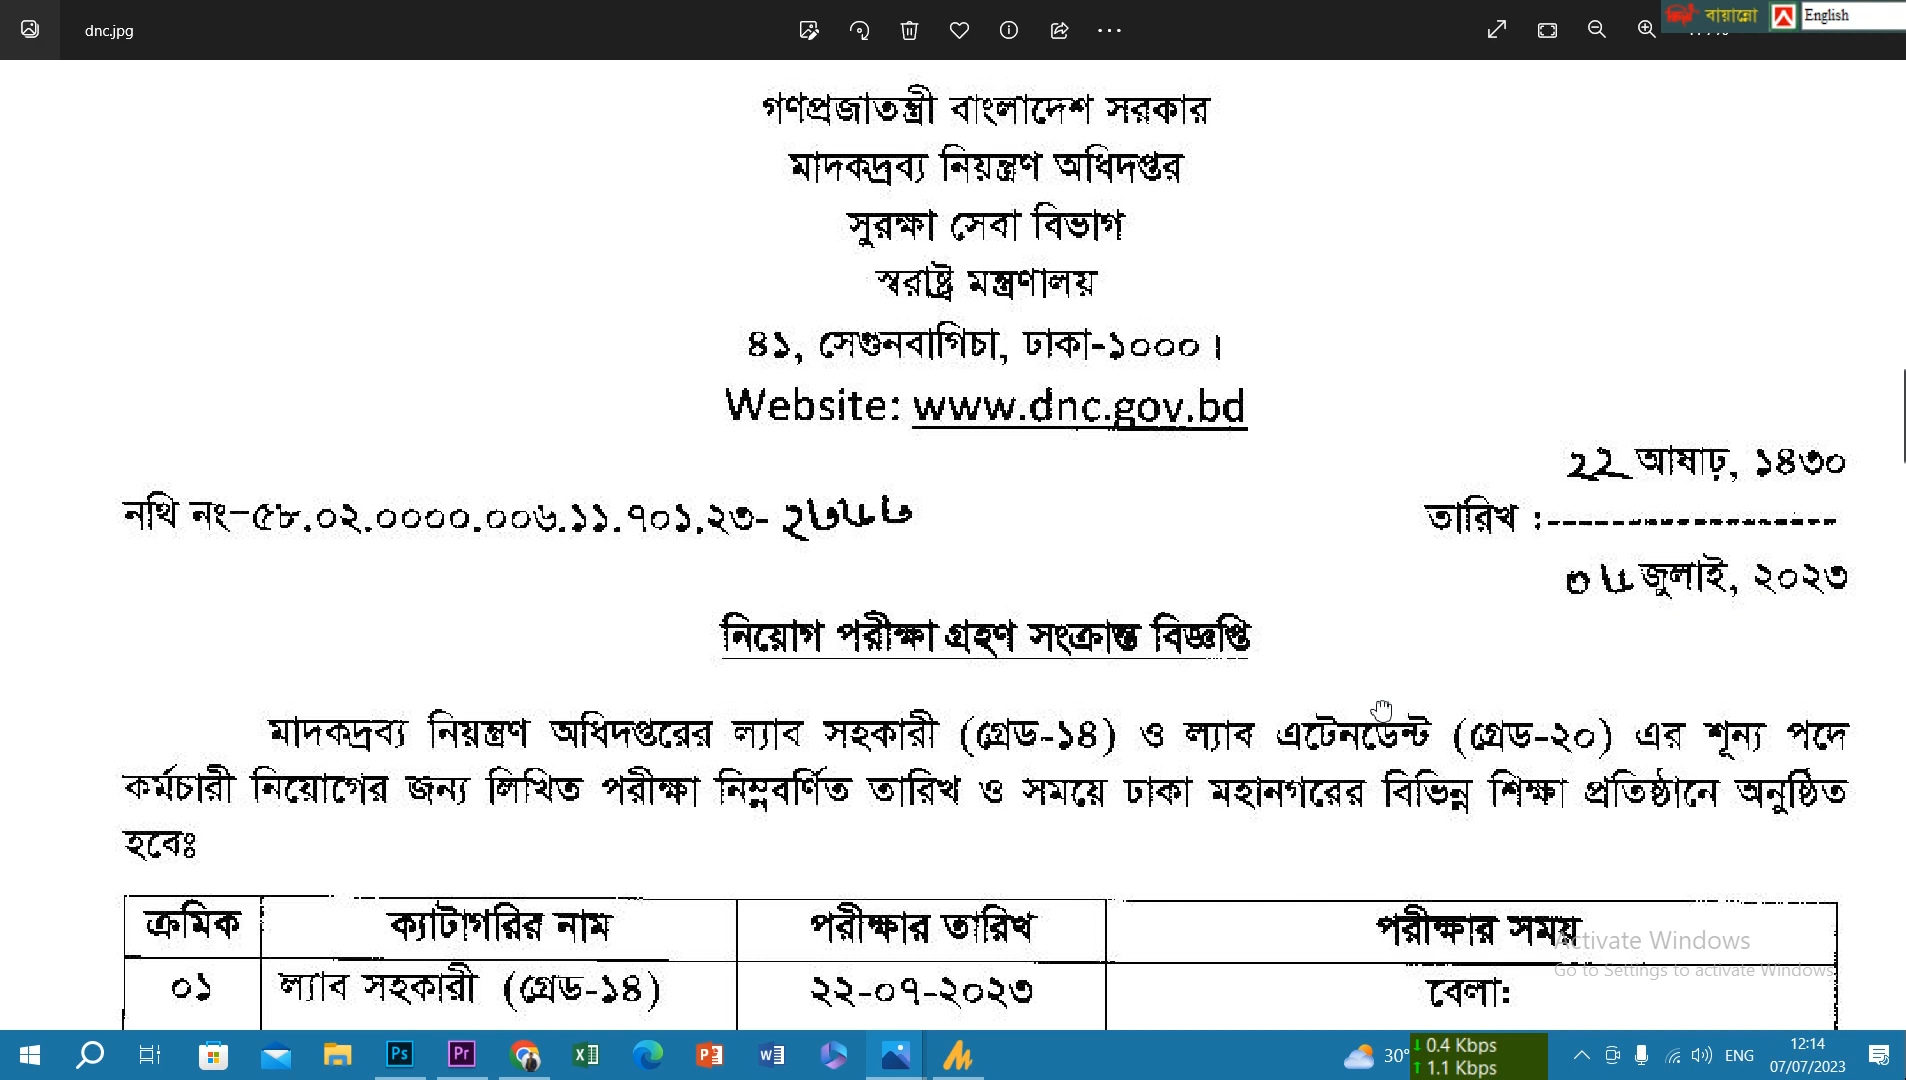 dnc.jpg
বায়ান্নো
English
গণপ্রজাতন্ত্রী বাংলাদেশ সরকার
মাদকদ্রব্য নিয়ন্ত্রণ অধিদপ্তর
সুরক্ষা সেবা বিভাগ
স্বরাষ্ট্র মন্ত্রণালয়
৪১, সেগুনবাগিচা, ঢাকা-১০০০।
Website: www.dnc.gov.bd
২২ আষাঢ়, ১৪৩০
নথি নং-৫৮.০২.০০০০.০০৬.১১.৭০১.২৩-
তারিখ :------------------
০৬ জুলাই, ২০২৩
নিয়োগ পরীক্ষা গ্রহণ সংক্রান্ত বিজ্ঞপ্তি
মাদকদ্রব্য নিয়ন্ত্রণ অধিদপ্তরের ল্যাব সহকারী (গ্রেড-১৪) ও ল্যাব এটেনডেন্ট (গ্রেড-২০) এর শূন্য পদে
কর্মচারী নিয়োগের জন্য লিখিত পরীক্ষা নিম্নবর্ণিত তারিখ ও সময়ে ঢাকা মহানগরের বিভিন্ন শিক্ষা প্রতিষ্ঠানে অনুষ্ঠিত
হবেঃ
ক্রমিক ক্যাটাগরির নাম পরীক্ষার তারিখ পরীক্ষার সময়
০১ ল্যাব সহকারী (গ্রেড-১৪) ২২-০৭-২০২৩ বেলা:
Activate Windows
Go to Settings to activate Windows
Ps Pr
30°
↓ 0.4 Kbps
↑ 1.1 Kbps
ENG
12:14
07/07/2023